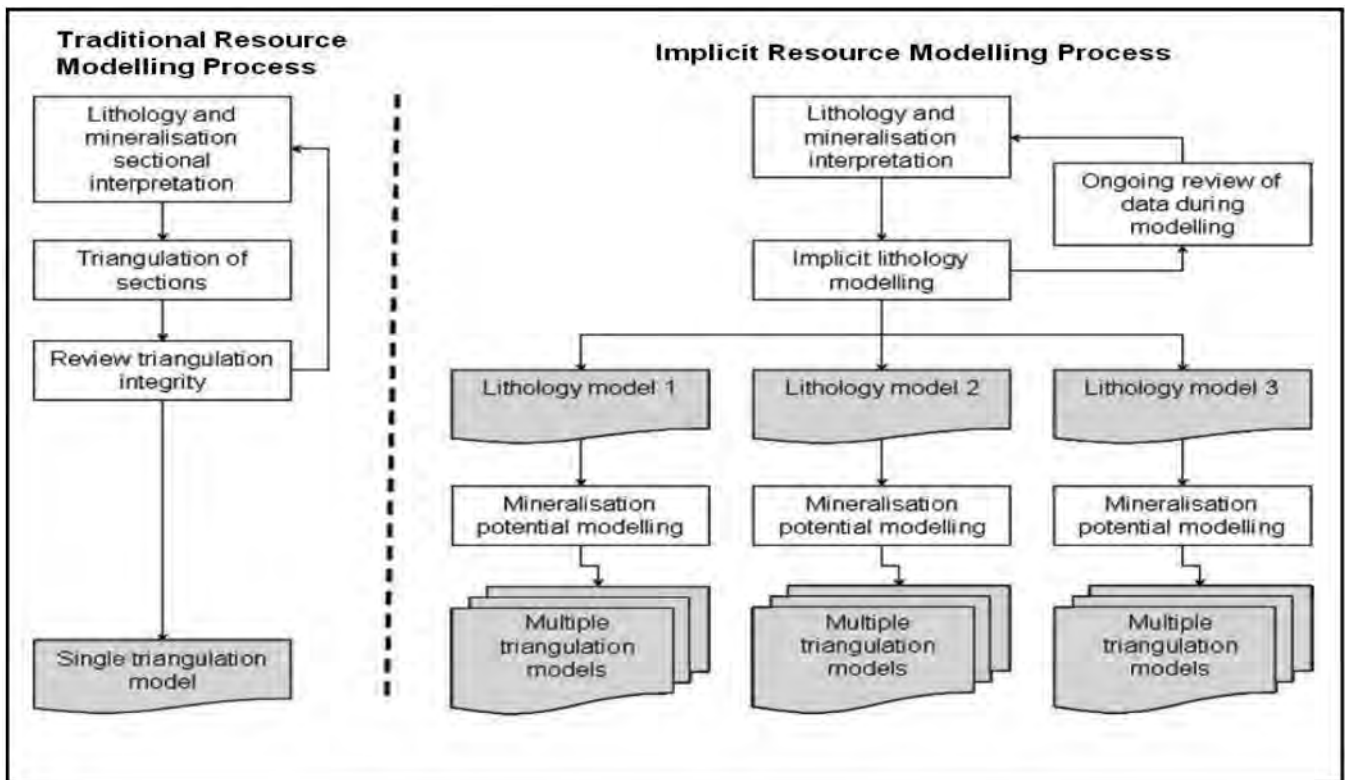 Traditional Resource
Modelling Process
Lithology and
mineralisation
sectional
interpretation
Triangulation of
sections
Review triangulation
integrity
Single triangulation
model
Implicit Resource Modelling Process
Lithology and
mineralisation
interpretation
Ongoing review of
data during
modelling
Implicit lithology
modelling
Lithology model 1
Lithology model 2
Lithology model 3
Mineralisation
potential modelling
Mineralisation
potential modelling
Mineralisation
potential modelling
Multiple
triangulation
models
Multiple
triangulation
models
Multiple
triangulation
models